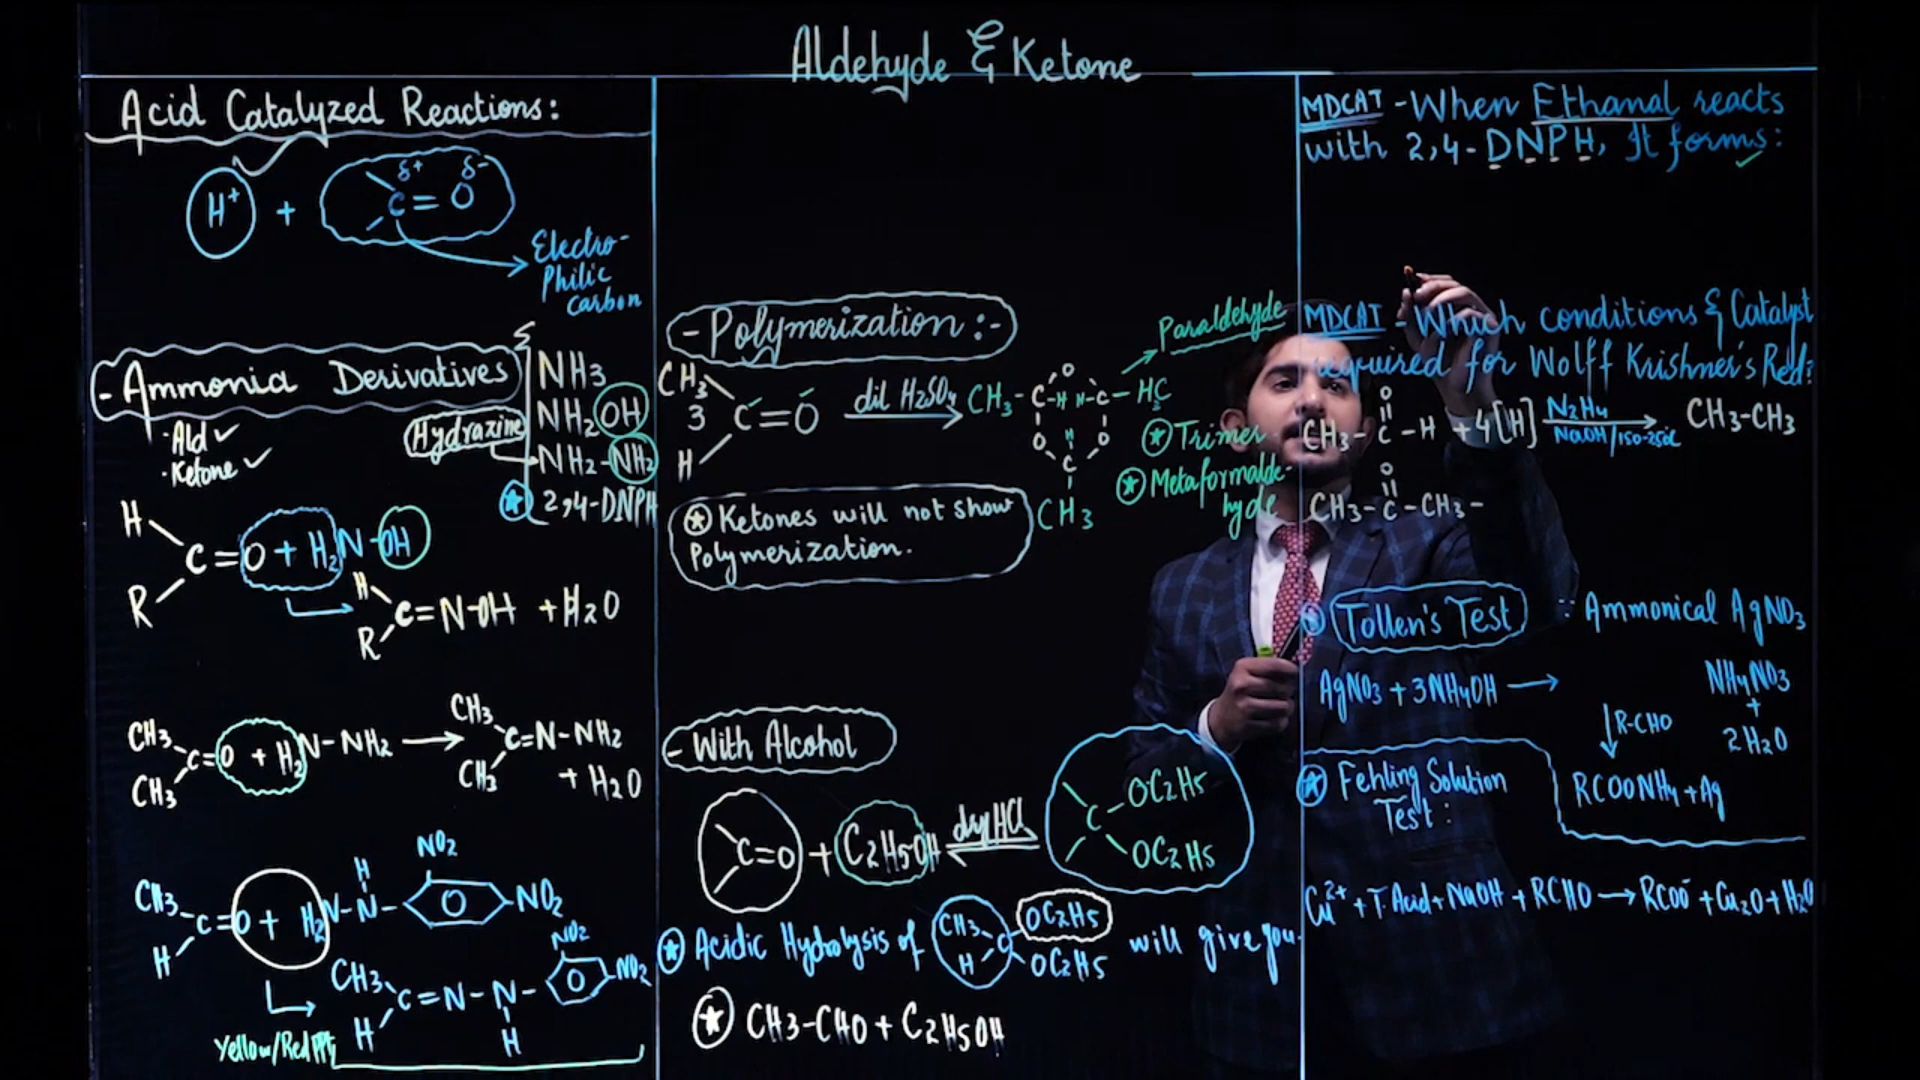 Aldehyde & Ketone
Acid Catalyzed Reactions:
H⁺ +
δ+ δ-
C=O
Electro-
Philic
carbon
-Ammonia Derivatives
·Ald ✓
·Ketone ✓
Hydrazine
NH3
NH2OH
NH2-NH2
2,4-DNPH
H
C=O + H2N-OH
R
H
C=N-OH + H2O
R
CH3
C=O + H2N-NH2 → CH3
CH3
C=N-NH2
CH3
+ H2O
NO2
CH3
C=O + H2N-N-
H
NO2
H
NO2
CH3
C=N-N-
NO2
H
H
Yellow/Red PPt
-Polymerization:-
CH3
3 C=O
H
dil H2SO4
CH3-C-H
O
H-C-H3C
O O
H
C
CH3
Paraldehyde
Trimer
Metaformalde-
hyde
Ketones will not show
Polymerization.
-With Alcohol
C=O + C2H5OH
dry HCl
C
OC2H5
OC2H5
Acidic Hydrolysis of
CH3
C
H
OC2H5
OC2H5
will give you-
CH3-CHO + C2H5OH
MDCAT -When Ethanal reacts
with 2,4-DNPH, It forms:
MDCAT -Which conditions & Catalyst
required for Wolff Krishner's Red?
O
CH3-C-H + 4[H]
N2H4
NaOH/150-250C
CH3-CH3
O
CH3-C-CH3-
Tollen's Test
∵ Ammonical AgNO3
AgNO3 + 3NH4OH →
NH4NO3
+
2H2O
↓R-CHO
RCOONH4 + Ag
Fehling Solution
Test:
Cu²⁺ + T.Acid + NaOH + RCHO → RCOO⁻ + Cu2O + H2O